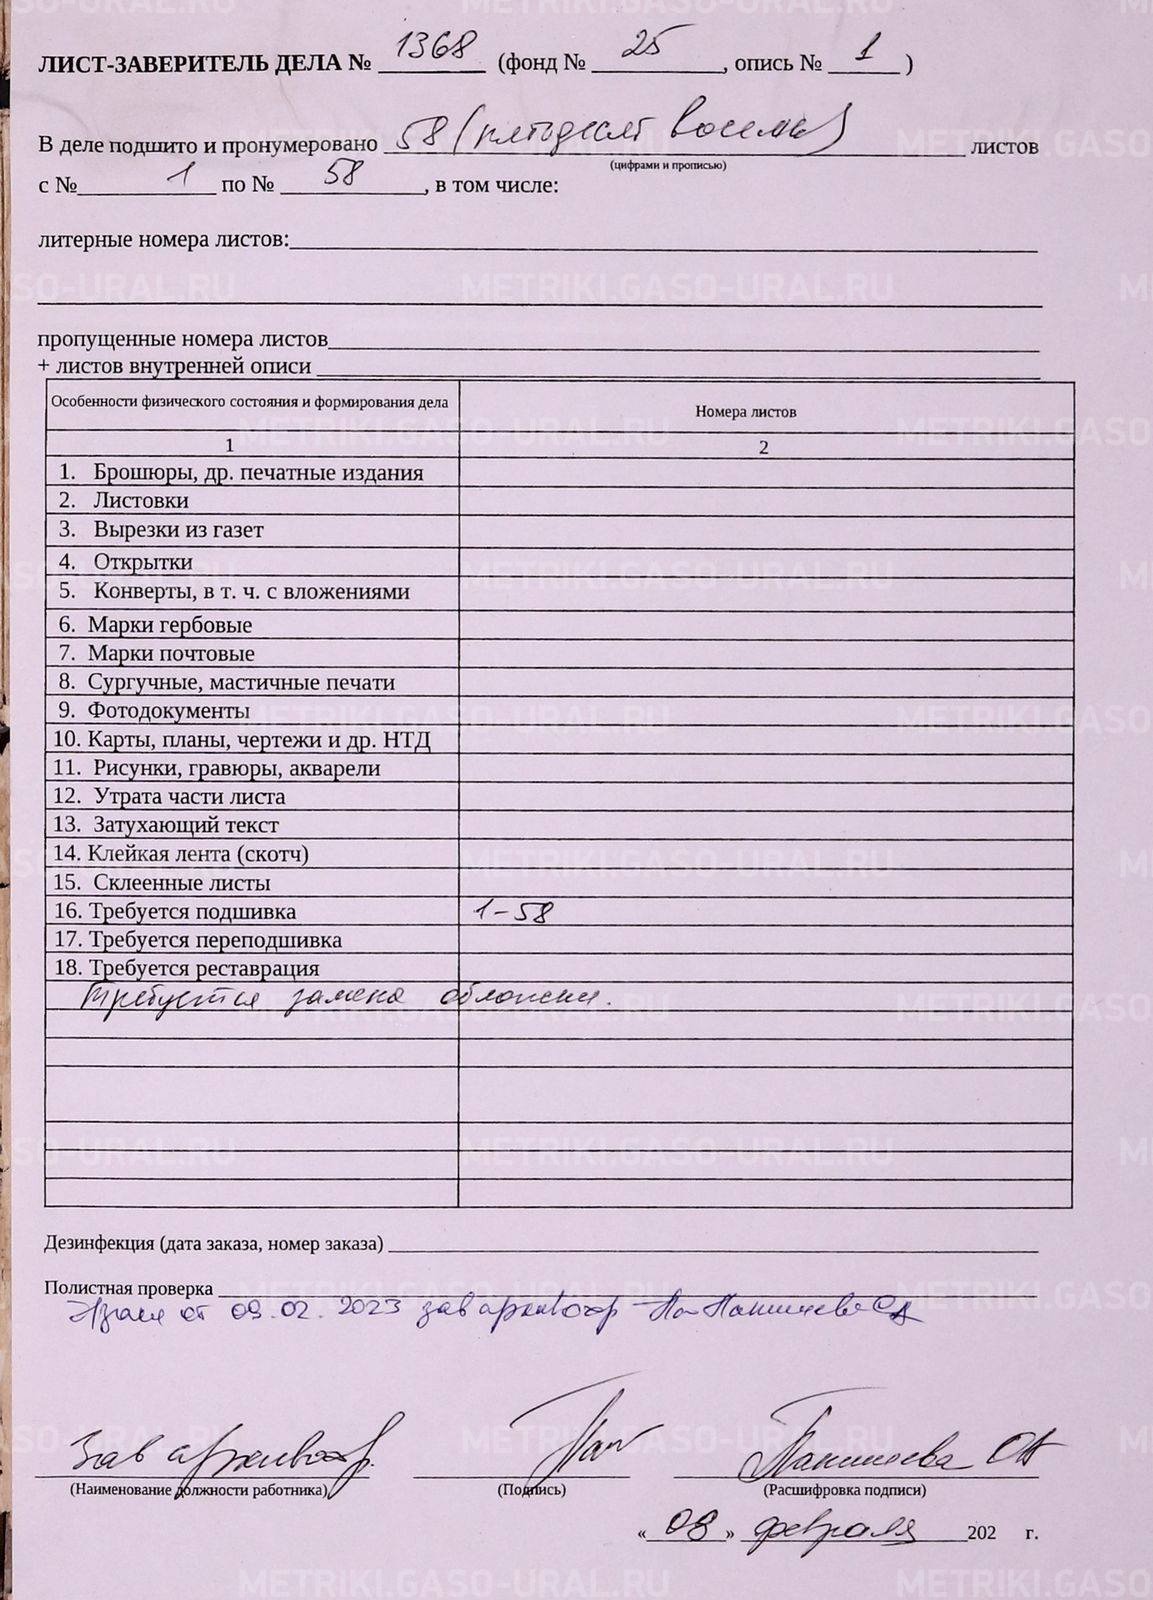 ЛИСТ-ЗАВЕРИТЕЛЬ ДЕЛА № 1368 (фонд № 25, опись № 1)
В деле подшито и пронумеровано 58 (пятьдесят восемь) листов
(цифрами и прописью)
с № 1 по № 58, в том числе:
литерные номера листов:
пропущенные номера листов
+ листов внутренней описи
Особенности физического состояния и формирования дела Номера листов
1 2
1. Брошюры, др. печатные издания
2. Листовки
3. Вырезки из газет
4. Открытки
5. Конверты, в т. ч. с вложениями
6. Марки гербовые
7. Марки почтовые
8. Сургучные, мастичные печати
9. Фотодокументы
10. Карты, планы, чертежи и др. НТД
11. Рисунки, гравюры, акварели
12. Утрата части листа
13. Затухающий текст
14. Клейкая лента (скотч)
15. Склеенные листы
16. Требуется подшивка 1-58
17. Требуется переподшивка
18. Требуется реставрация
Требуется замена обложки.
Дезинфекция (дата заказа, номер заказа)
Полистная проверка
от 09.02.2023 зав архивохр
зав архивохр.
(Наименование должности работника) (Подпись) (Расшифровка подписи)
«09» февраля 202 г.
METRIKI.GASO-URAL.RU